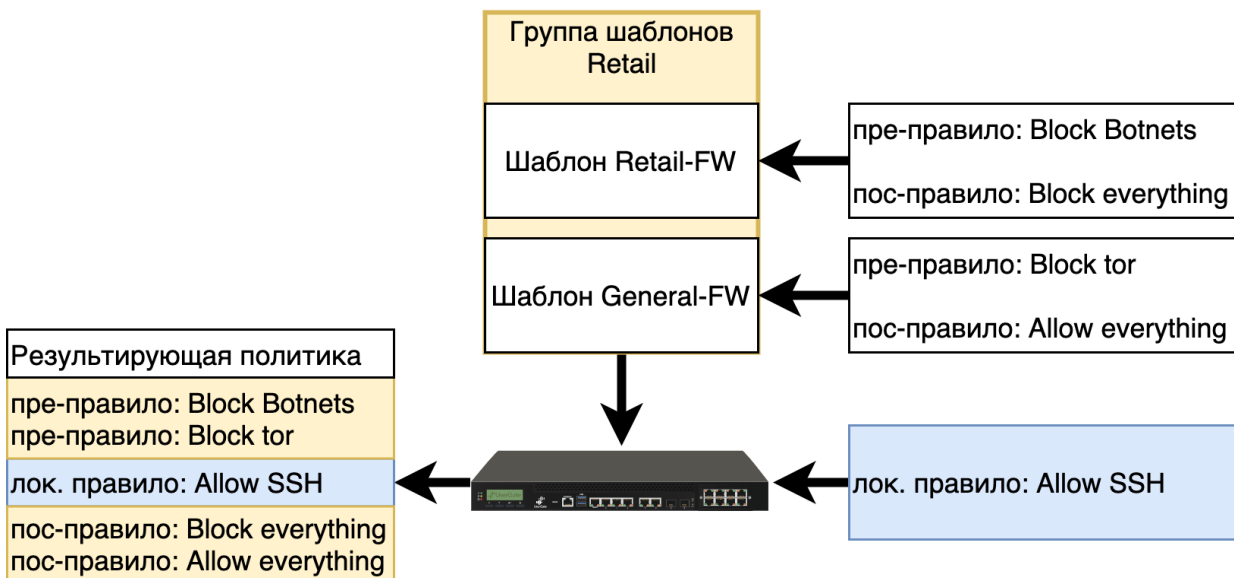 Группа шаблонов
Retail
Шаблон Retail-FW
пре-правило: Block Botnets
пос-правило: Block everything
Шаблон General-FW
пре-правило: Block tor
пос-правило: Allow everything
Результирующая политика
пре-правило: Block Botnets
пре-правило: Block tor
лок. правило: Allow SSH
пос-правило: Block everything
пос-правило: Allow everything
лок. правило: Allow SSH